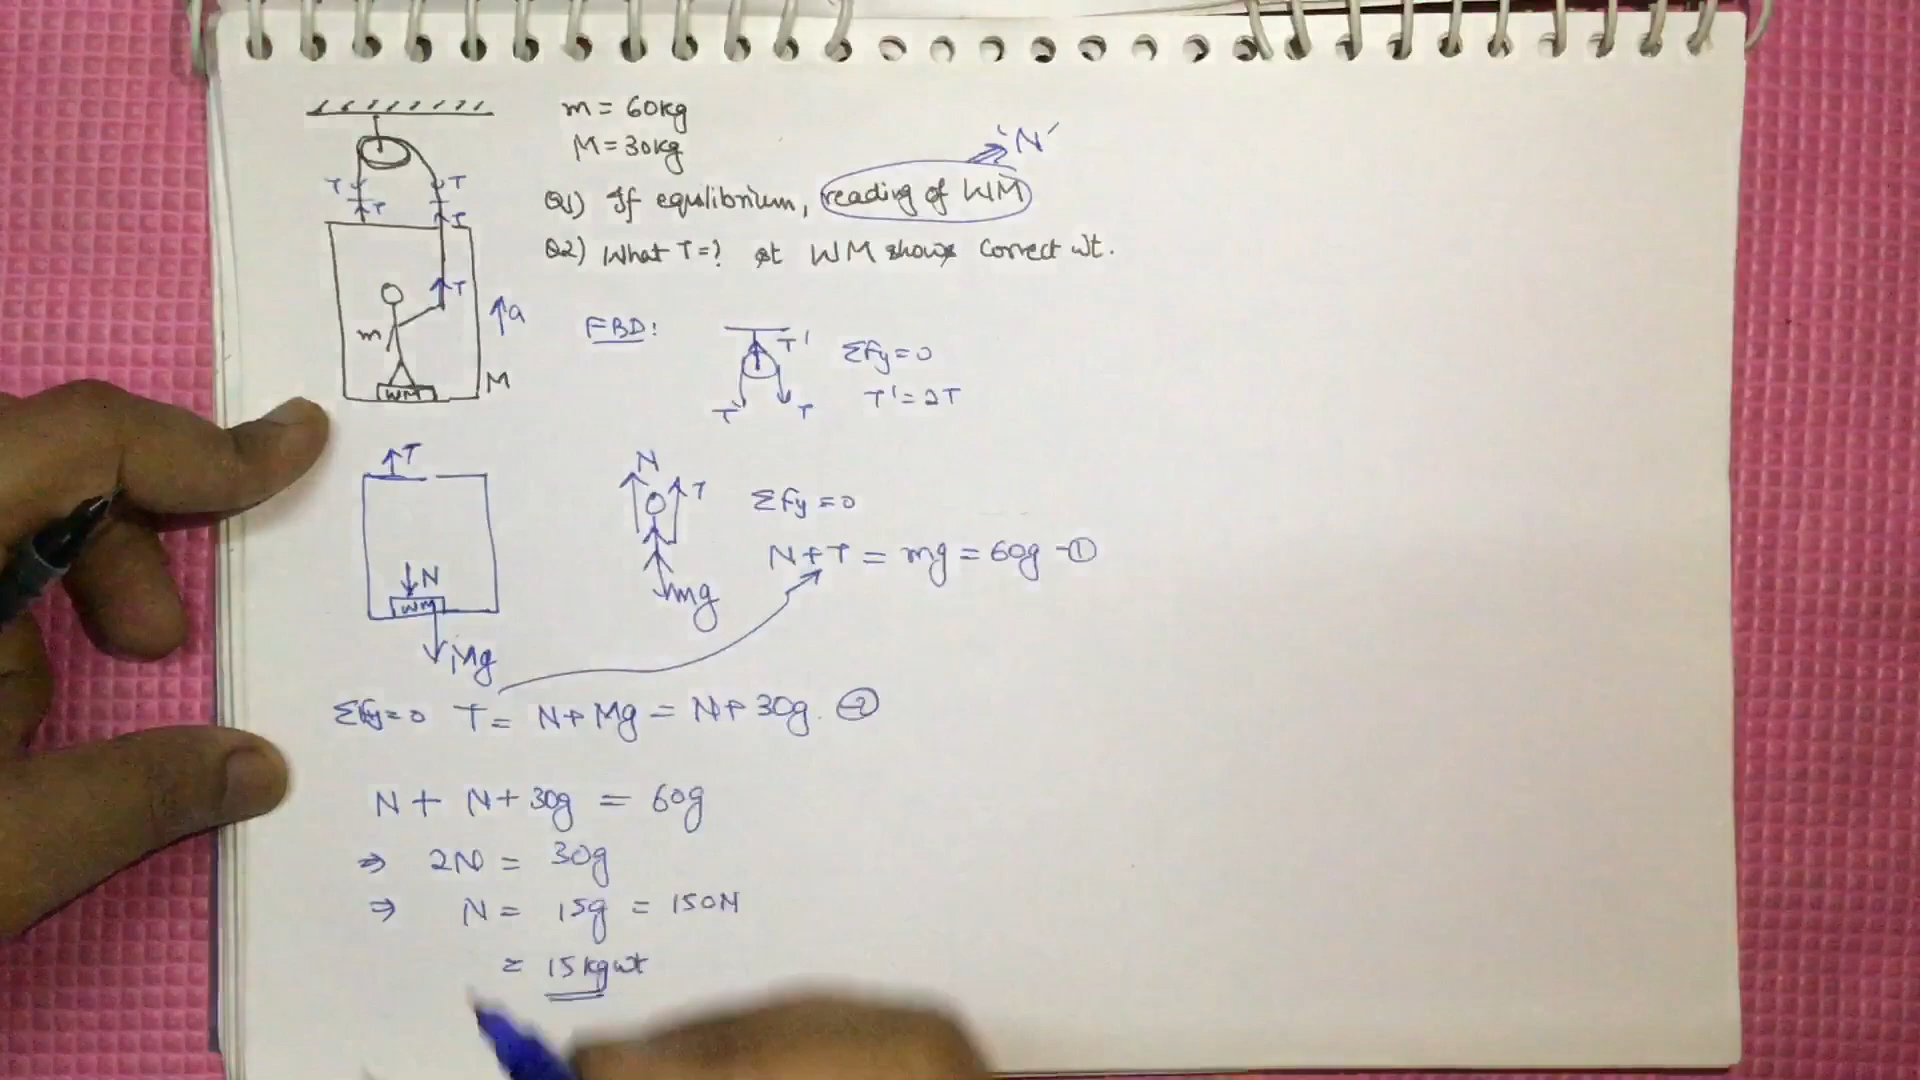 m = 60kg
M = 30kg
'N'
Q1) If equilibrium, reading of WM
Q2) What T=? st WM shows correct wt.
T T
T T
T
m
a
M
WM
FBD:
T'
T T
ΣFy=0
T' = 2T
T
N
WM
Mg
N
T
mg
ΣFy = 0
N+T = mg = 60g -①
ΣFy=0 T = N+Mg = N+30g. ②
N + N+30g = 60g
⇒ 2N = 30g
⇒ N = 15g = 150N
= 15kgwt